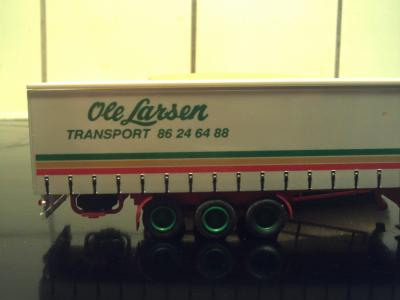 Ole Larsen
TRANSPORT 86 24 64 88